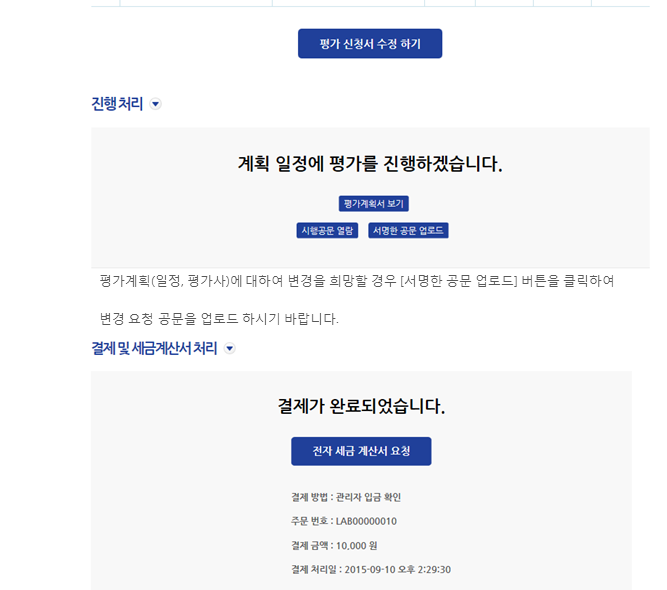 평가 신청서 수정 하기
진행 처리
계획 일정에 평가를 진행하겠습니다.
평가계획서 보기
시행공문 열람 서명한 공문 업로드
평가계획(일정, 평가사)에 대하여 변경을 희망할 경우 [서명한 공문 업로드] 버튼을 클릭하여
변경 요청 공문을 업로드 하시기 바랍니다.
결제 및 세금계산서 처리
결제가 완료되었습니다.
전자 세금 계산서 요청
결제 방법 : 관리자 입금 확인
주문 번호 : LAB00000010
결제 금액 : 10,000 원
결제 처리일 : 2015-09-10 오후 2:29:30